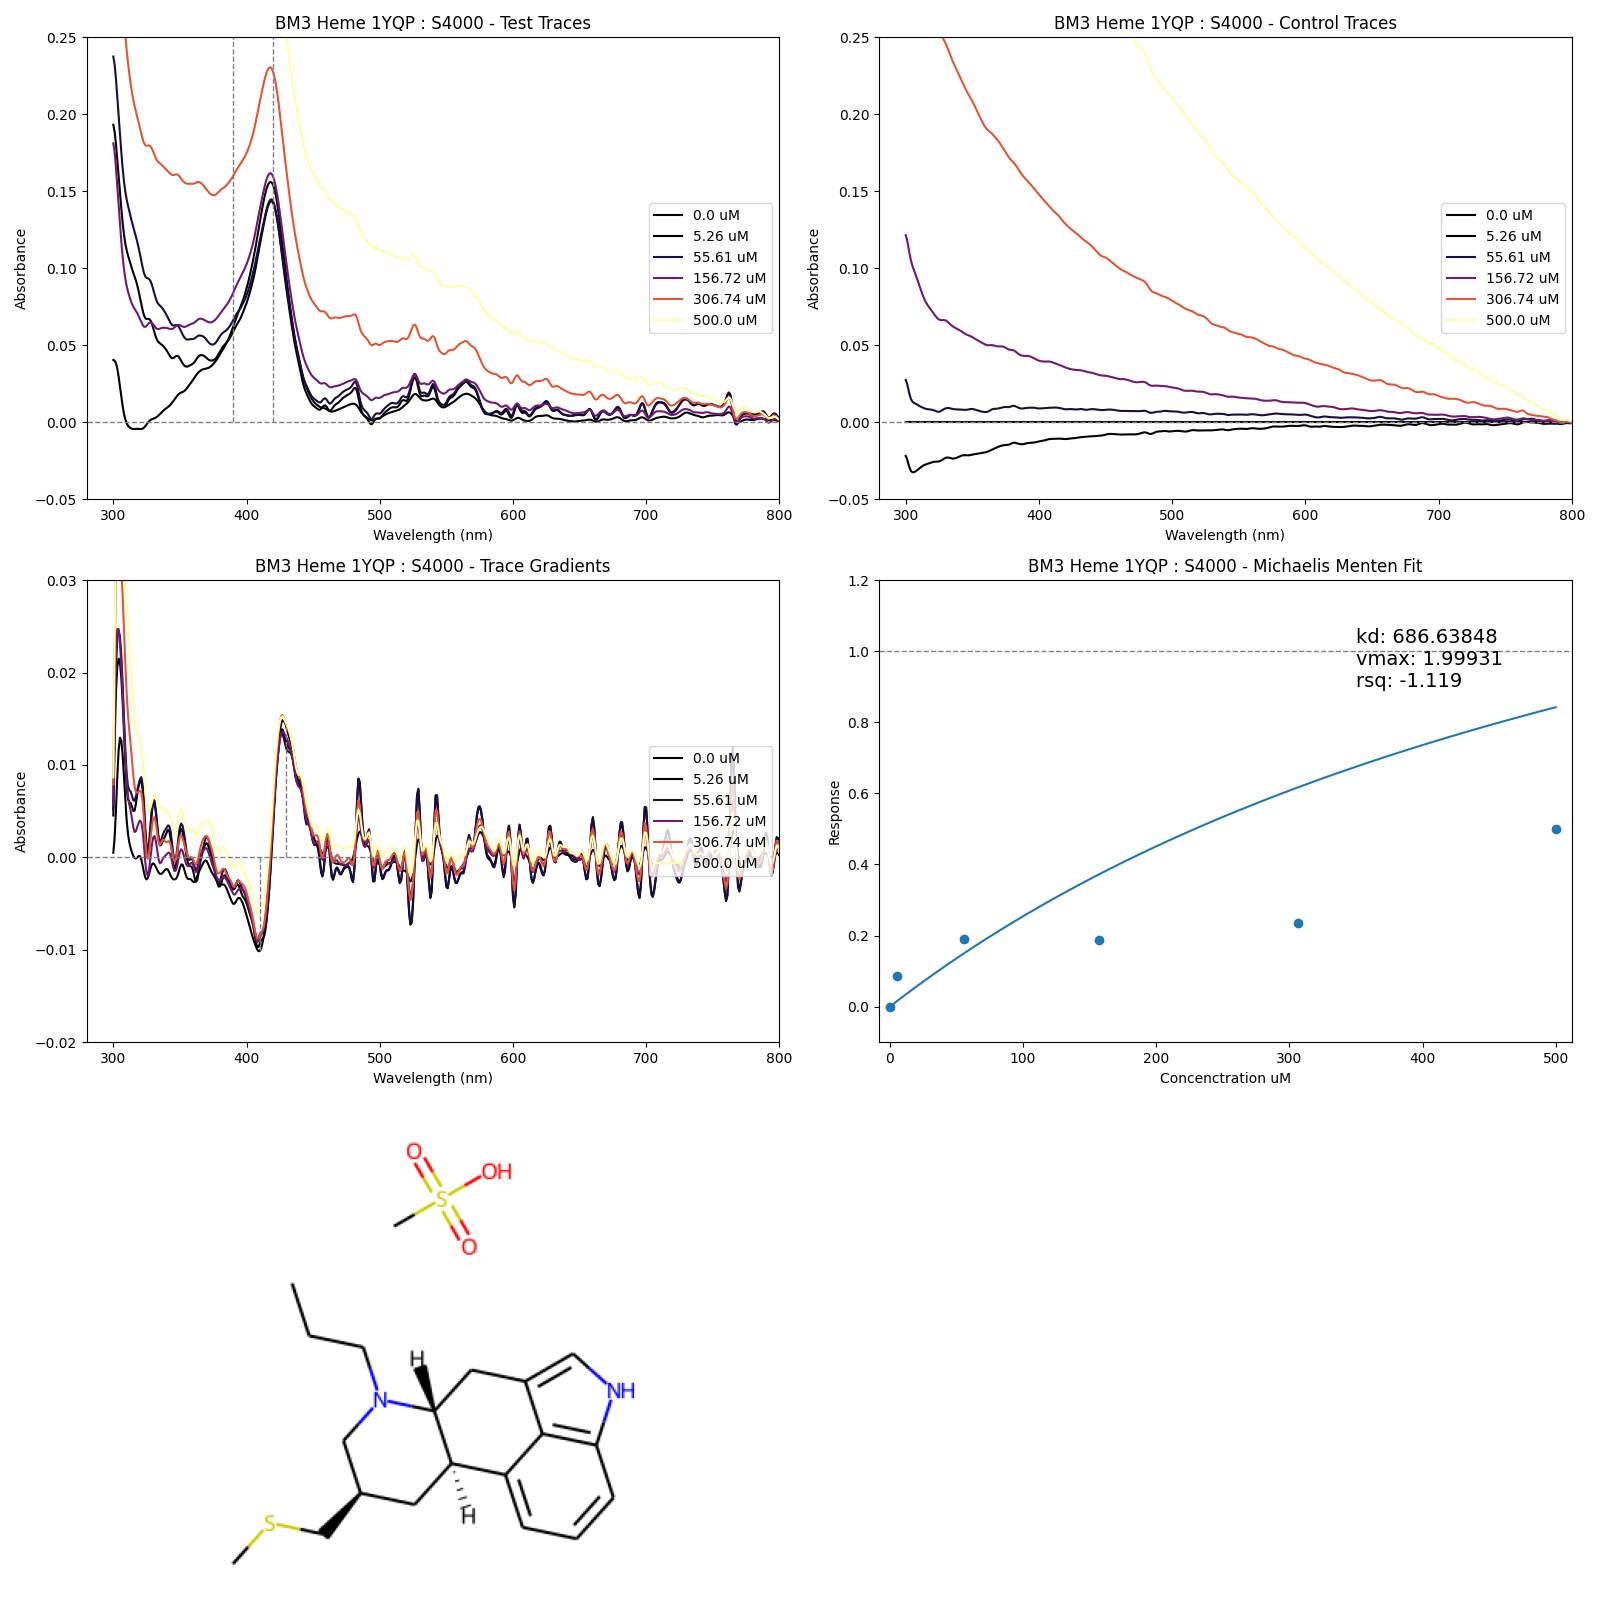 BM3 Heme 1YQP : S4000 - Test Traces
Absorbance
0.25
0.20
0.15
0.10
0.05
0.00
−0.05
300
400
500
600
700
800
Wavelength (nm)
0.0 uM
5.26 uM
55.61 uM
156.72 uM
306.74 uM
500.0 uM
BM3 Heme 1YQP : S4000 - Control Traces
Absorbance
0.25
0.20
0.15
0.10
0.05
0.00
−0.05
300
400
500
600
700
800
Wavelength (nm)
0.0 uM
5.26 uM
55.61 uM
156.72 uM
306.74 uM
500.0 uM
BM3 Heme 1YQP : S4000 - Trace Gradients
Absorbance
0.03
0.02
0.01
0.00
−0.01
−0.02
300
400
500
600
700
800
Wavelength (nm)
0.0 uM
5.26 uM
55.61 uM
156.72 uM
306.74 uM
500.0 uM
BM3 Heme 1YQP : S4000 - Michaelis Menten Fit
Response
1.2
1.0
0.8
0.6
0.4
0.2
0.0
0
100
200
300
400
500
Concenctration uM
kd: 686.63848
vmax: 1.99931
rsq: -1.119
O
OH
S
O
H
N
NH
H
S